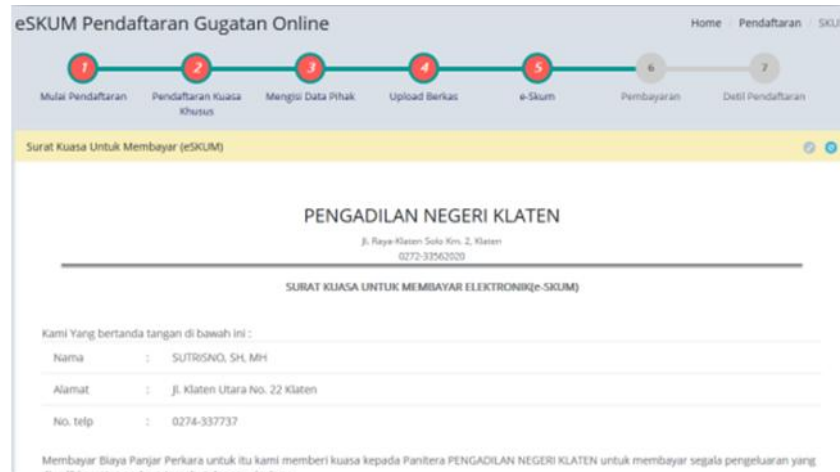 eSKUM Pendaftaran Gugatan Online
Home / Pendaftaran /
1 2 3 4 5 6 7
Mulai Pendaftaran Pendaftaran Kuasa Khusus Mengisi Data Pihak Upload Berkas e-Skum Pembayaran Detil Pendaftaran
Surat Kuasa Untuk Membayar (eSKUM)
PENGADILAN NEGERI KLATEN
Jl. Raya Klaten Solo Km. 2, Klaten
0272-33562020
SURAT KUASA UNTUK MEMBAYAR ELEKTRONIK(e-SKUM)
Kami Yang bertanda tangan di bawah ini :
Nama : SUTRISNO, SH, MH
Alamat : Jl. Klaten Utara No. 22 Klaten
No. telp : 0274-337737
Membayar Biaya Panjar Perkara untuk itu kami memberi kuasa kepada Panitera PENGADILAN NEGERI KLATEN untuk membayar segala pengeluaran yang